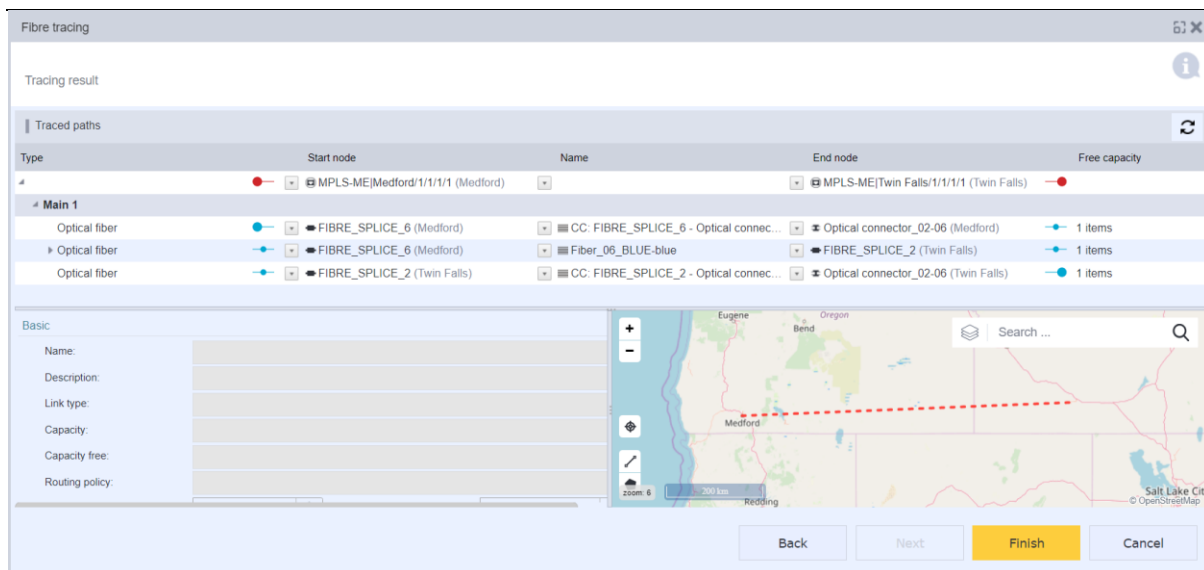 Fibre tracing
Tracing result
Traced paths
Type Start node Name End node Free capacity
MPLS-ME|Medford/1/1/1/1 (Medford) MPLS-ME|Twin Falls/1/1/1/1 (Twin Falls)
Main 1
Optical fiber FIBRE_SPLICE_6 (Medford) CC: FIBRE_SPLICE_6 - Optical connec... Optical connector_02-06 (Medford) 1 items
Optical fiber FIBRE_SPLICE_6 (Medford) Fiber_06_BLUE-blue FIBRE_SPLICE_2 (Twin Falls) 1 items
Optical fiber FIBRE_SPLICE_2 (Twin Falls) CC: FIBRE_SPLICE_2 - Optical connec... Optical connector_02-06 (Twin Falls) 1 items
Basic
Name:
Description:
Link type:
Capacity:
Capacity free:
Routing policy:
+
−
Eugene
Oregon
Bend
Search ...
Medford
zoom: 6
200 km
Redding
Salt Lake Cit
© OpenStreetMap
Back Next Finish Cancel